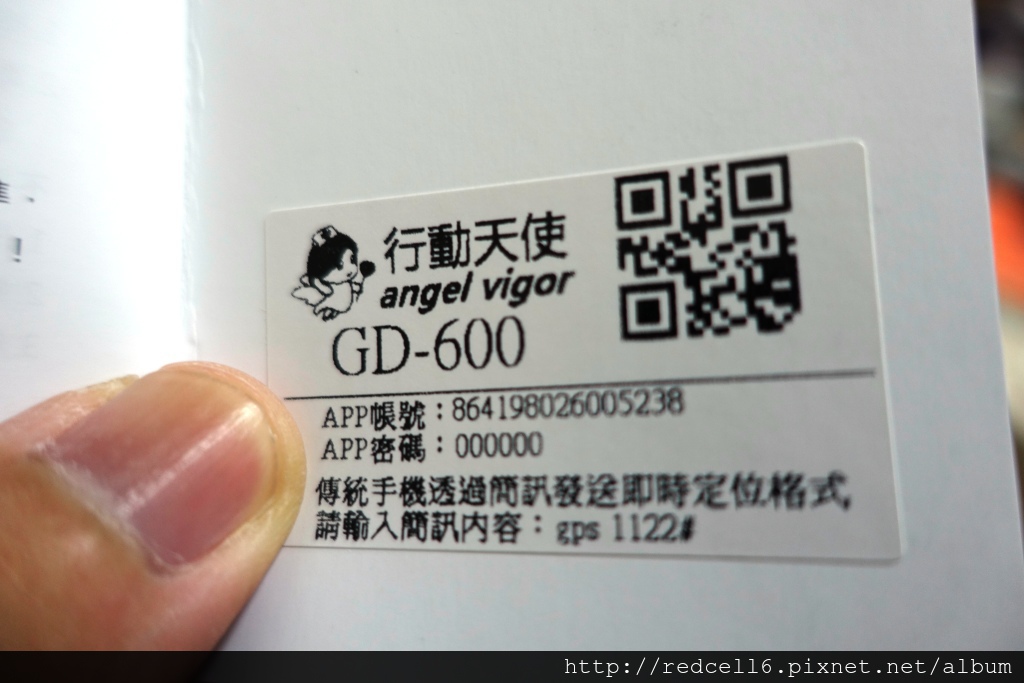 行動天使
angel vigor
GD-600
APP帳號：864198026005238
APP密碼：000000
傳統手機透過簡訊發送即時定位格式,
請輸入簡訊內容：gps 1122#
!
http://redcell6.pixnet.net/album